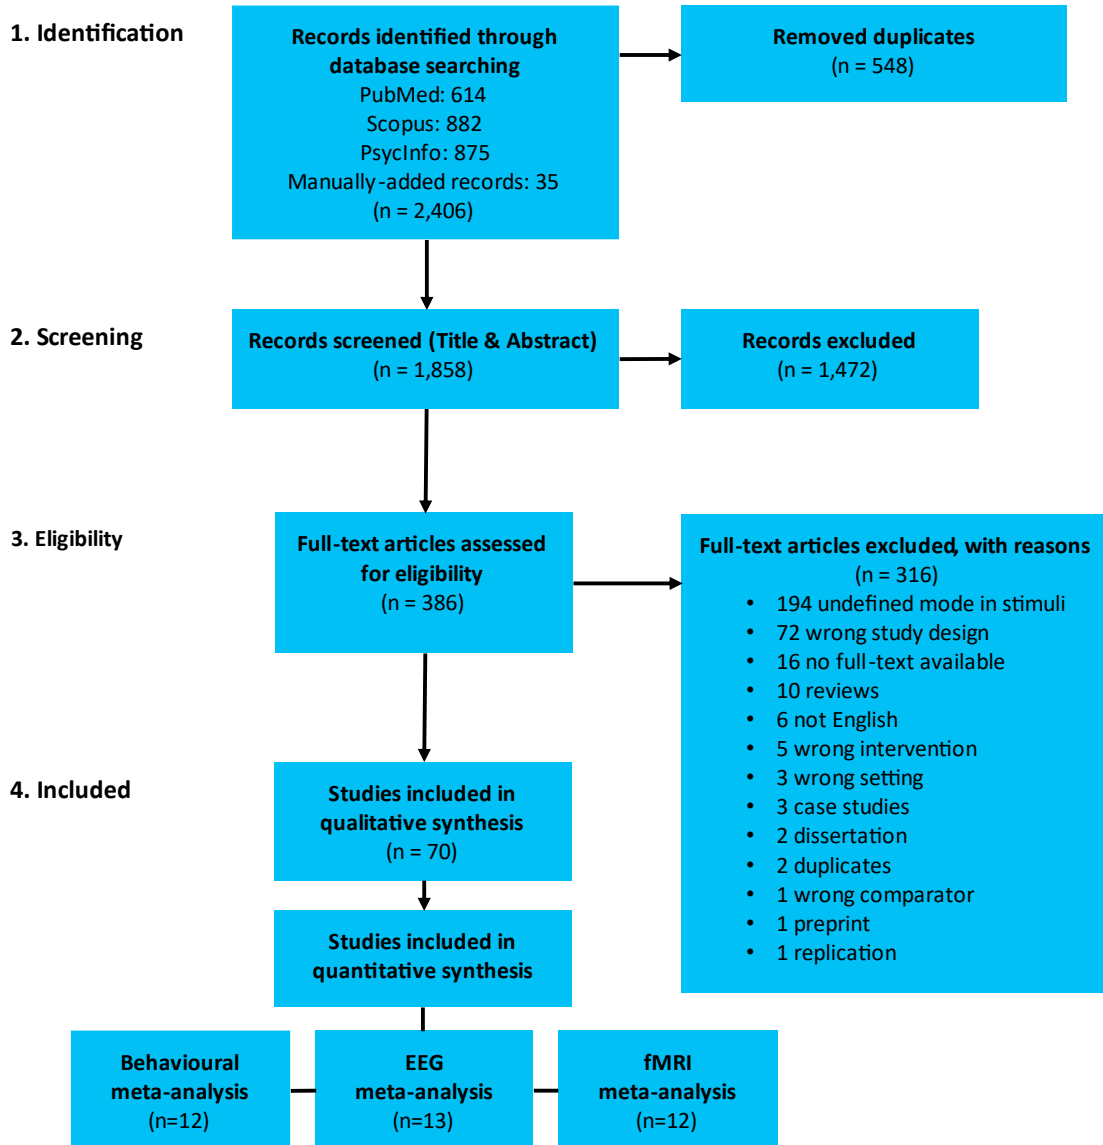 1. Identification
Records identified through
database searching
PubMed: 614
Scopus: 882
PsycInfo: 875
Manually-added records: 35
(n = 2,406)
Removed duplicates
(n = 548)
2. Screening
Records screened (Title & Abstract)
(n = 1,858)
Records excluded
(n = 1,472)
3. Eligibility
Full-text articles assessed
for eligibility
(n = 386)
Full-text articles excluded, with reasons
(n = 316)
• 194 undefined mode in stimuli
• 72 wrong study design
• 16 no full-text available
• 10 reviews
• 6 not English
• 5 wrong intervention
• 3 wrong setting
• 3 case studies
• 2 dissertation
• 2 duplicates
• 1 wrong comparator
• 1 preprint
• 1 replication
4. Included
Studies included in
qualitative synthesis
(n = 70)
Studies included in
quantitative synthesis
Behavioural
meta-analysis
(n=12)
EEG
meta-analysis
(n=13)
fMRI
meta-analysis
(n=12)